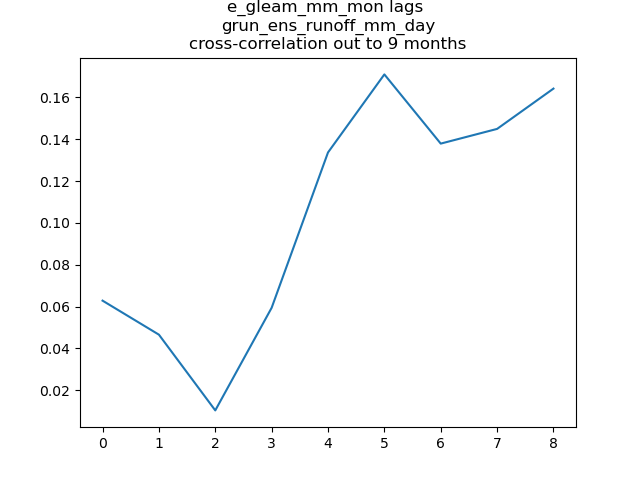 e_gleam_mm_mon lags
grun_ens_runoff_mm_day
cross-correlation out to 9 months
0.16
0.14
0.12
0.10
0.08
0.06
0.04
0.02
0 1 2 3 4 5 6 7 8